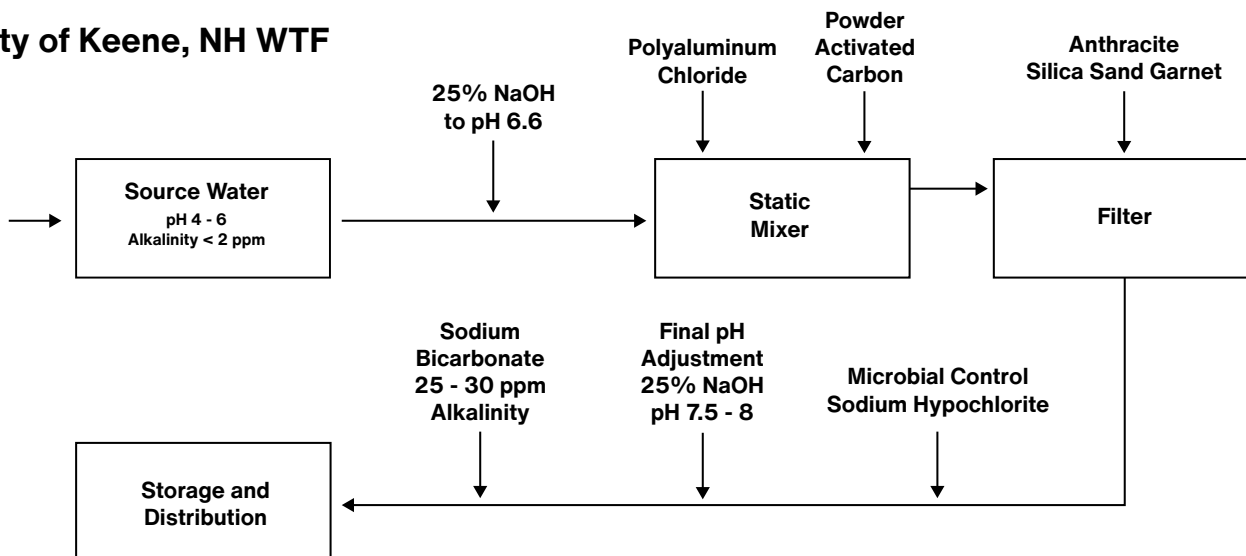 ty of Keene, NH WTF
25% NaOH
to pH 6.6
Polyaluminum
Chloride
Powder
Activated
Carbon
Anthracite
Silica Sand Garnet
Source Water
pH 4 - 6
Alkalinity < 2 ppm
Static
Mixer
Filter
Sodium
Bicarbonate
25 - 30 ppm
Alkalinity
Final pH
Adjustment
25% NaOH
pH 7.5 - 8
Microbial Control
Sodium Hypochlorite
Storage and
Distribution